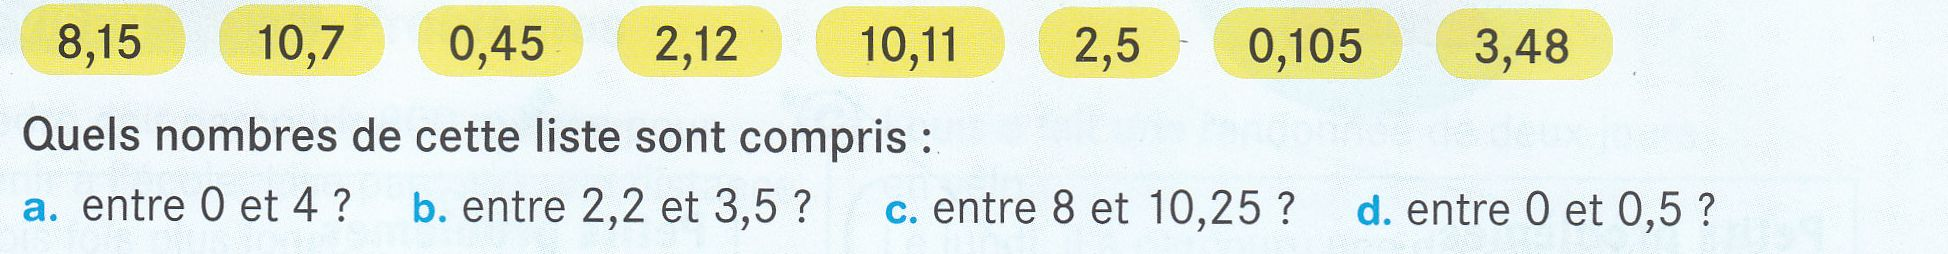 8,15 10,7 0,45 2,12 10,11 2,5 0,105 3,48
Quels nombres de cette liste sont compris :
a. entre 0 et 4 ? b. entre 2,2 et 3,5 ? c. entre 8 et 10,25 ? d. entre 0 et 0,5 ?